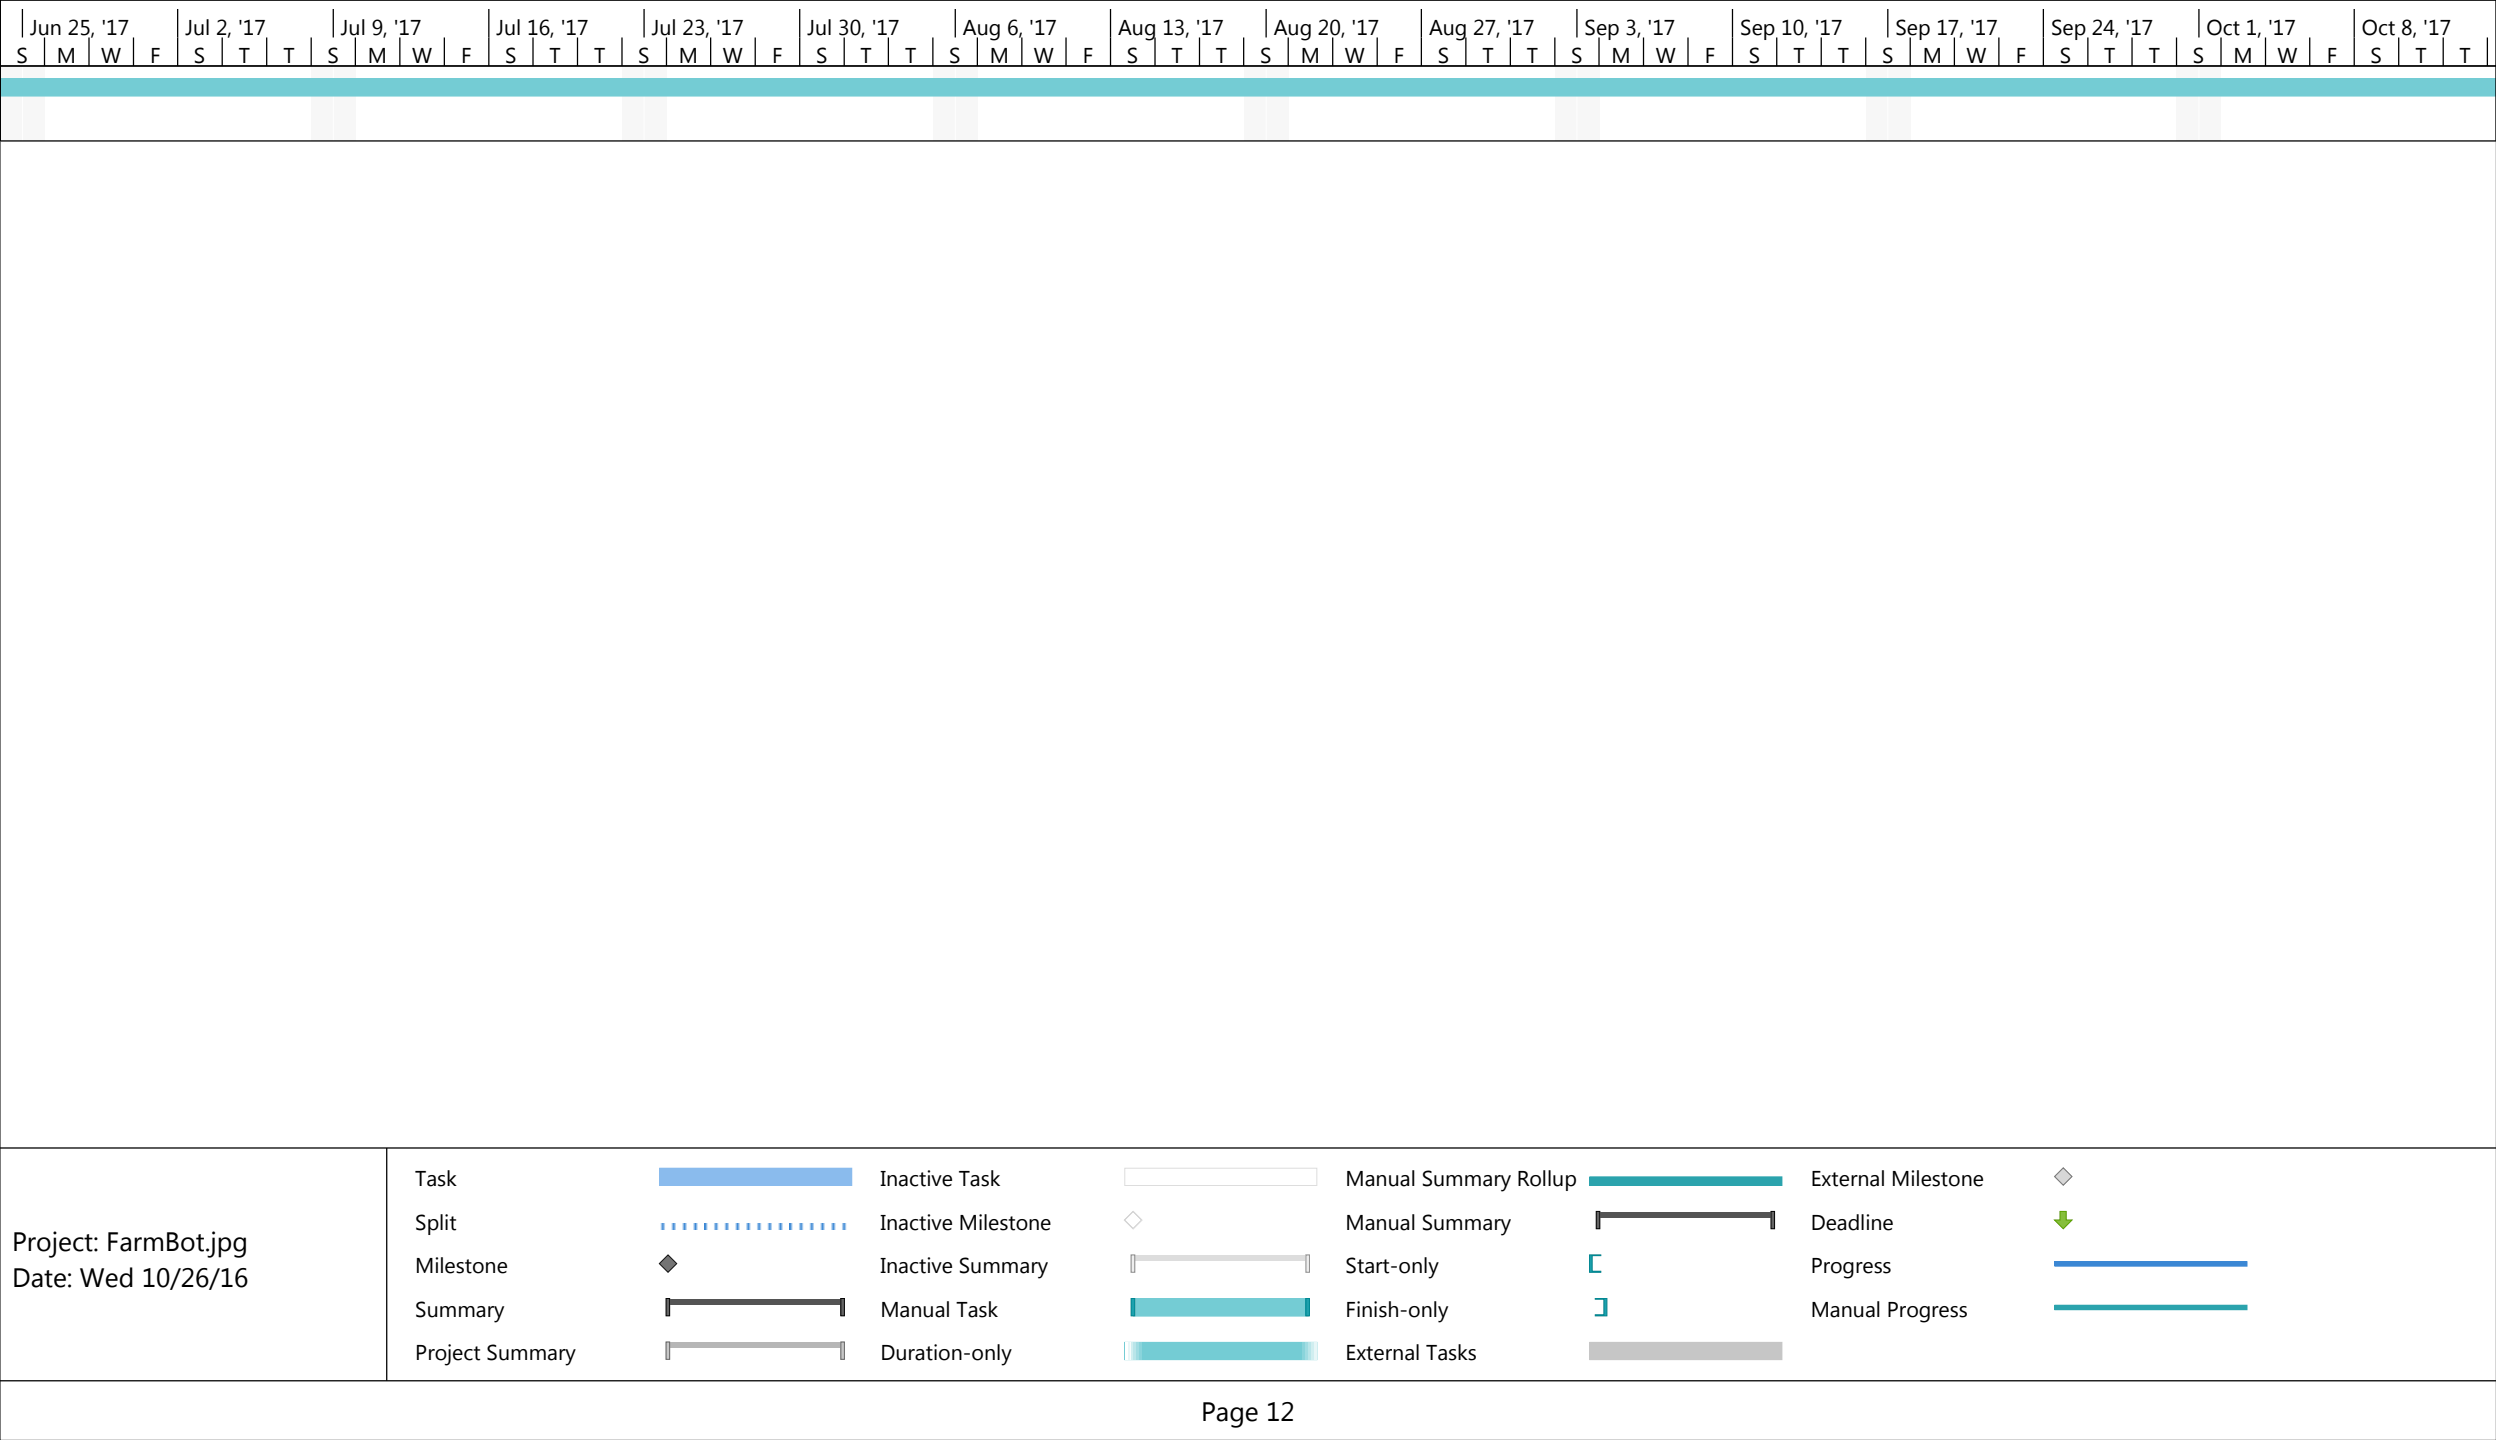 Jun 25, '17 Jul 2, '17 Jul 9, '17 Jul 16, '17 Jul 23, '17 Jul 30, '17 Aug 6, '17 Aug 13, '17 Aug 20, '17 Aug 27, '17 Sep 3, '17 Sep 10, '17 Sep 17, '17 Sep 24, '17 Oct 1, '17 Oct 8, '17
S M W F S T T S M W F S T T S M W F S T T S M W F S T T S M W F S T T S M W F S T T S M W F S T T S M W F S T T
Project: FarmBot.jpg
Date: Wed 10/26/16
Task
Split
Milestone
Summary
Project Summary
Inactive Task
Inactive Milestone
Inactive Summary
Manual Task
Duration-only
Manual Summary Rollup
Manual Summary
Start-only
Finish-only
External Tasks
External Milestone
Deadline
Progress
Manual Progress
Page 12